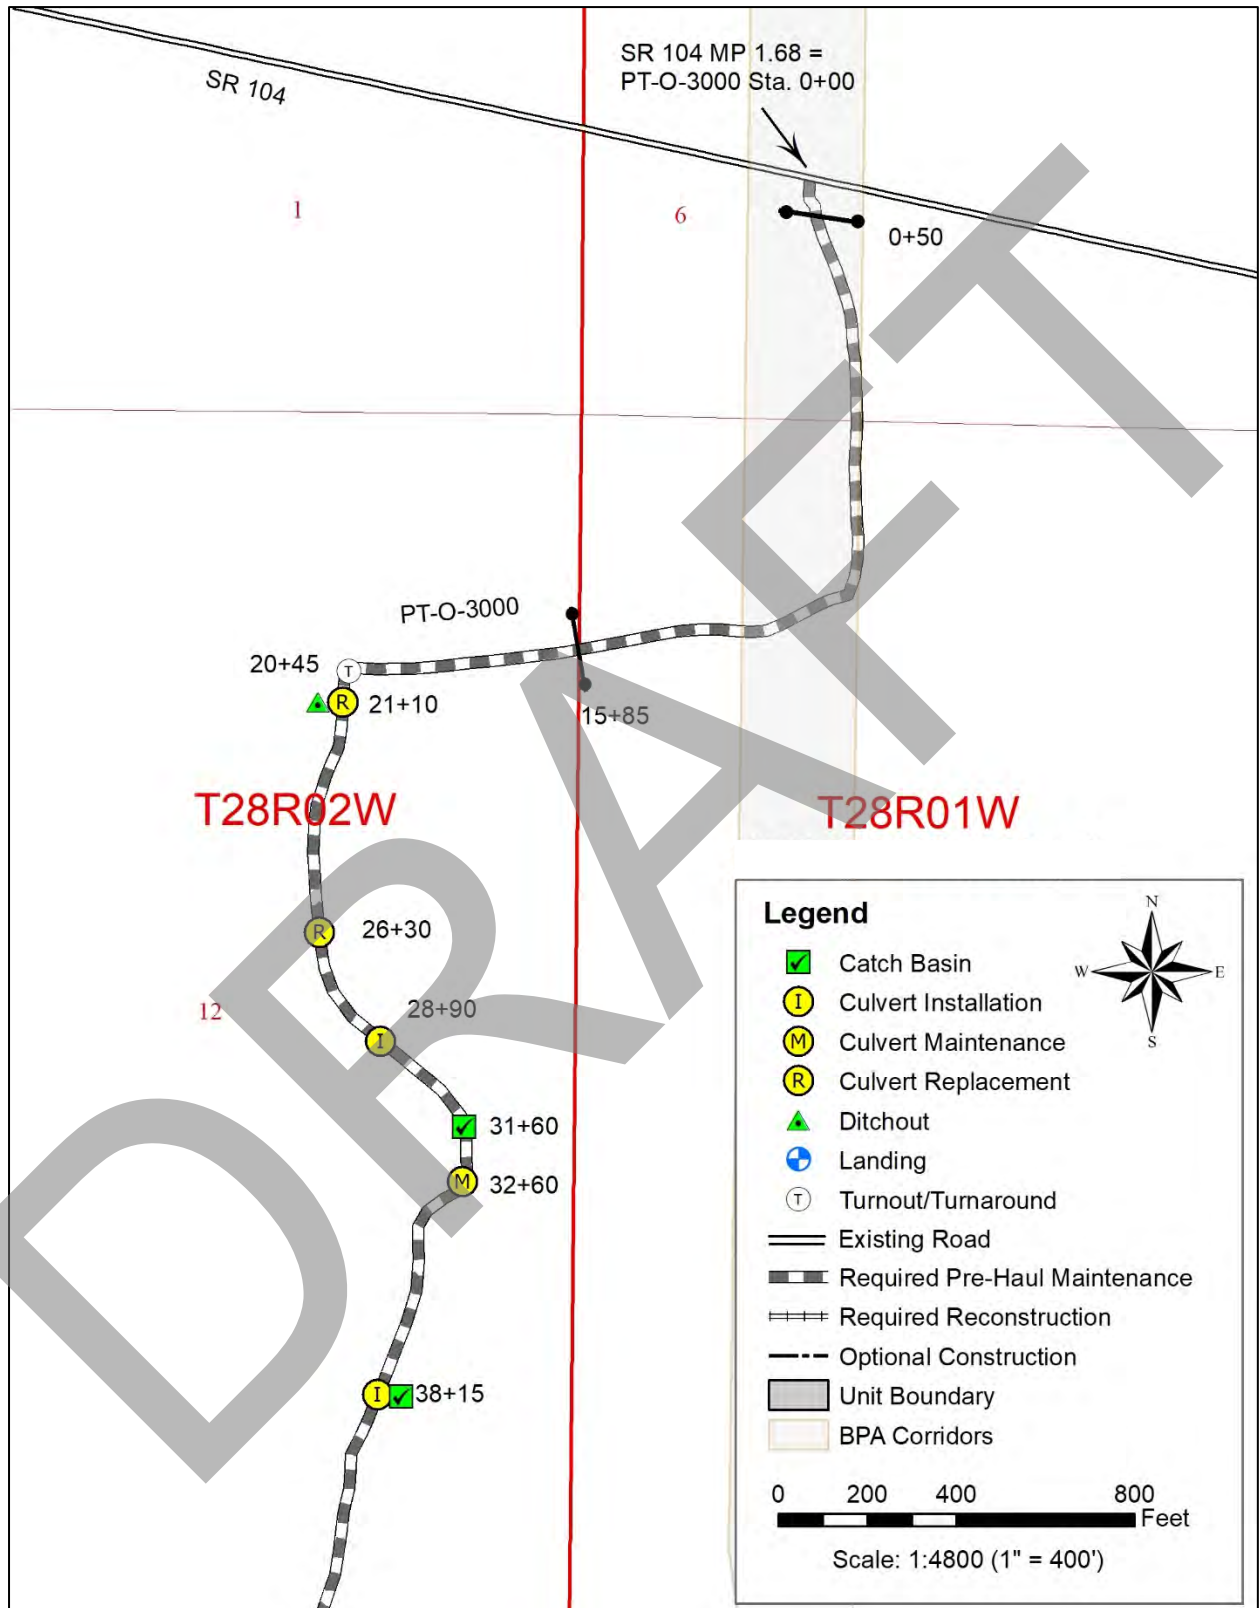 SR 104 MP 1.68 =
PT-O-3000 Sta. 0+00
SR 104
1
6
0+50
PT-O-3000
20+45
T
R
21+10
15+85
T28R02W
T28R01W
R
26+30
12
28+90
I
31+60
M
32+60
I
38+15
DRAFT
Legend
N
W
E
S
Catch Basin
I
Culvert Installation
M
Culvert Maintenance
R
Culvert Replacement
Ditchout
Landing
T
Turnout/Turnaround
Existing Road
Required Pre-Haul Maintenance
Required Reconstruction
Optional Construction
Unit Boundary
BPA Corridors
0 200 400 800
Feet
Scale: 1:4800 (1" = 400')